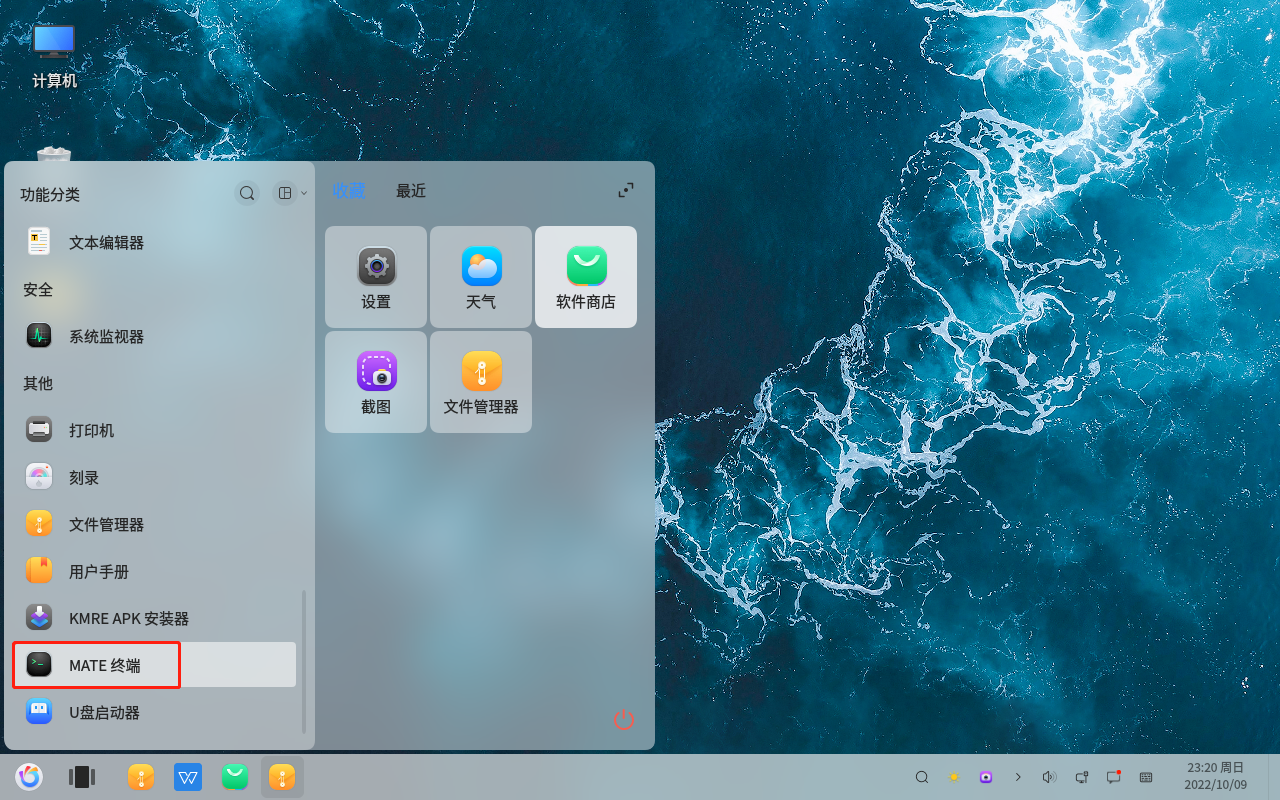 计算机
功能分类
文本编辑器
安全
系统监视器
其他
打印机
刻录
文件管理器
用户手册
KMRE APK 安装器
MATE 终端
U盘启动器
收藏
最近
设置
天气
软件商店
截图
文件管理器
23:20 周日
2022/10/09